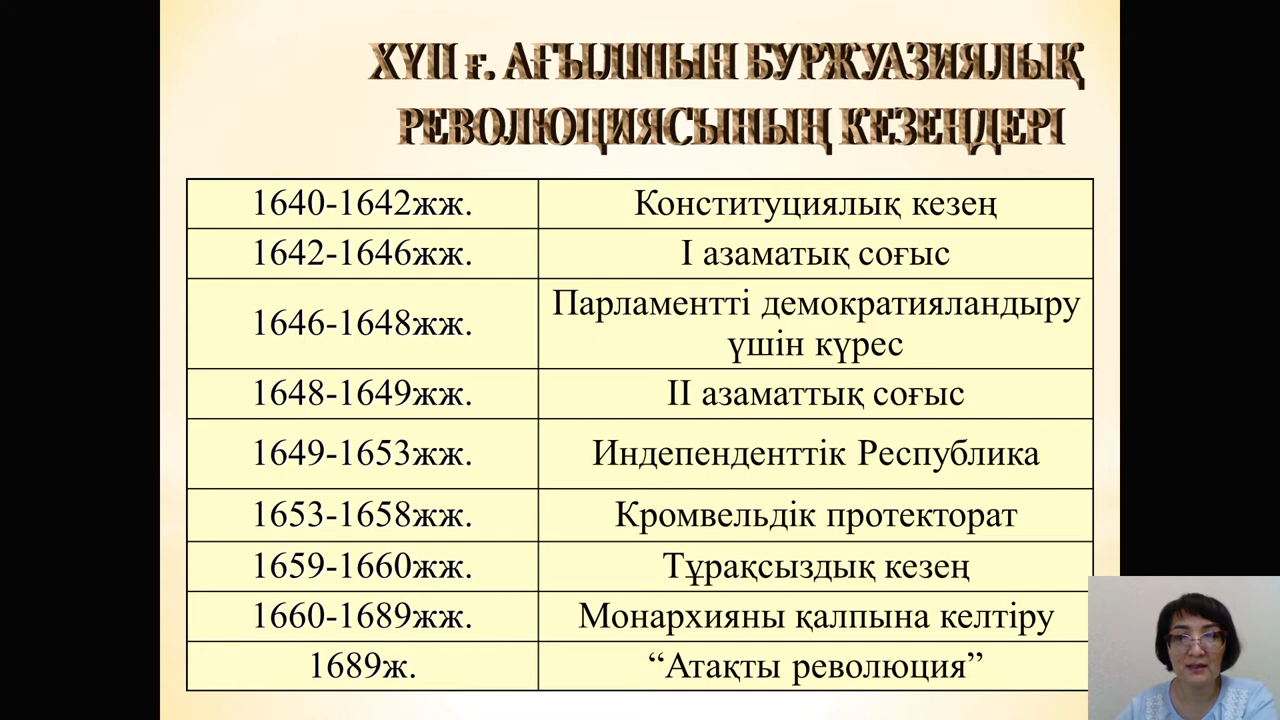 ХҮІІ ғ. АҒЫЛШЫН БУРЖУАЗИЯЛЫҚ
РЕВОЛЮЦИЯСЫНЫҢ КЕЗЕҢДЕРІ
1640-1642жж. Конституциялық кезең
1642-1646жж. І азаматық соғыс
1646-1648жж. Парламентті демократияландыру
үшін күрес
1648-1649жж. ІІ азаматтық соғыс
1649-1653жж. Индепенденттік Республика
1653-1658жж. Кромвельдік протекторат
1659-1660жж. Тұрақсыздық кезең
1660-1689жж. Монархияны қалпына келтіру
1689ж. “Атақты революция”